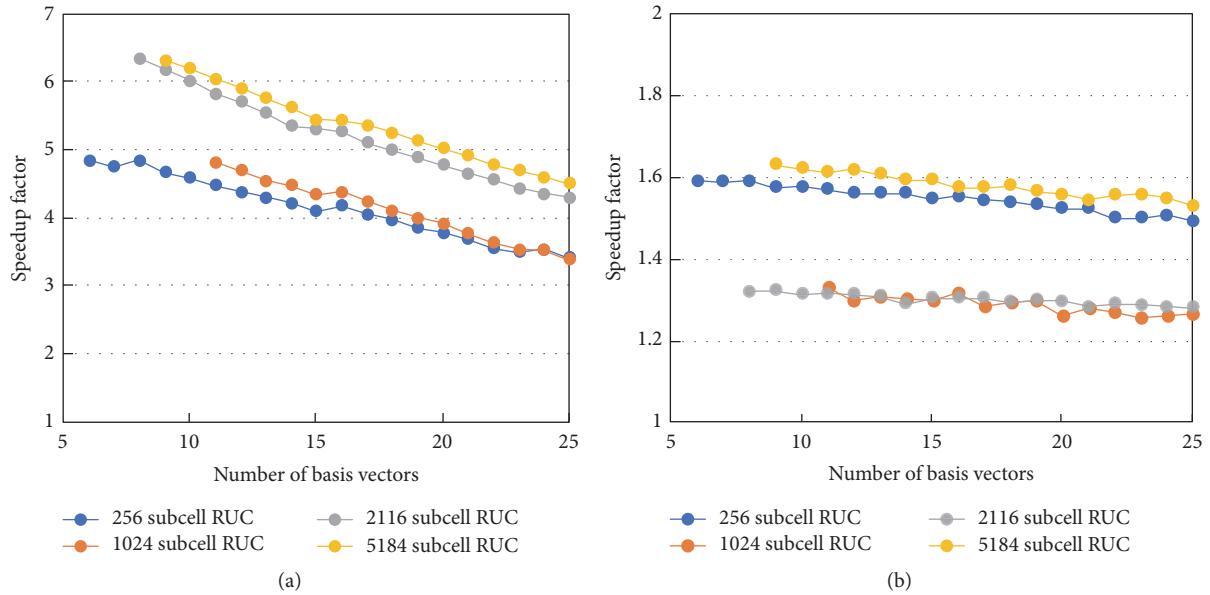 7
6
5
4
3
2
1
Speedup factor
5 10 15 20 25
Number of basis vectors
256 subcell RUC 2116 subcell RUC
1024 subcell RUC 5184 subcell RUC
(a)
2
1.8
1.6
1.4
1.2
1
Speedup factor
5 10 15 20 25
Number of basis vectors
256 subcell RUC 2116 subcell RUC
1024 subcell RUC 5184 subcell RUC
(b)